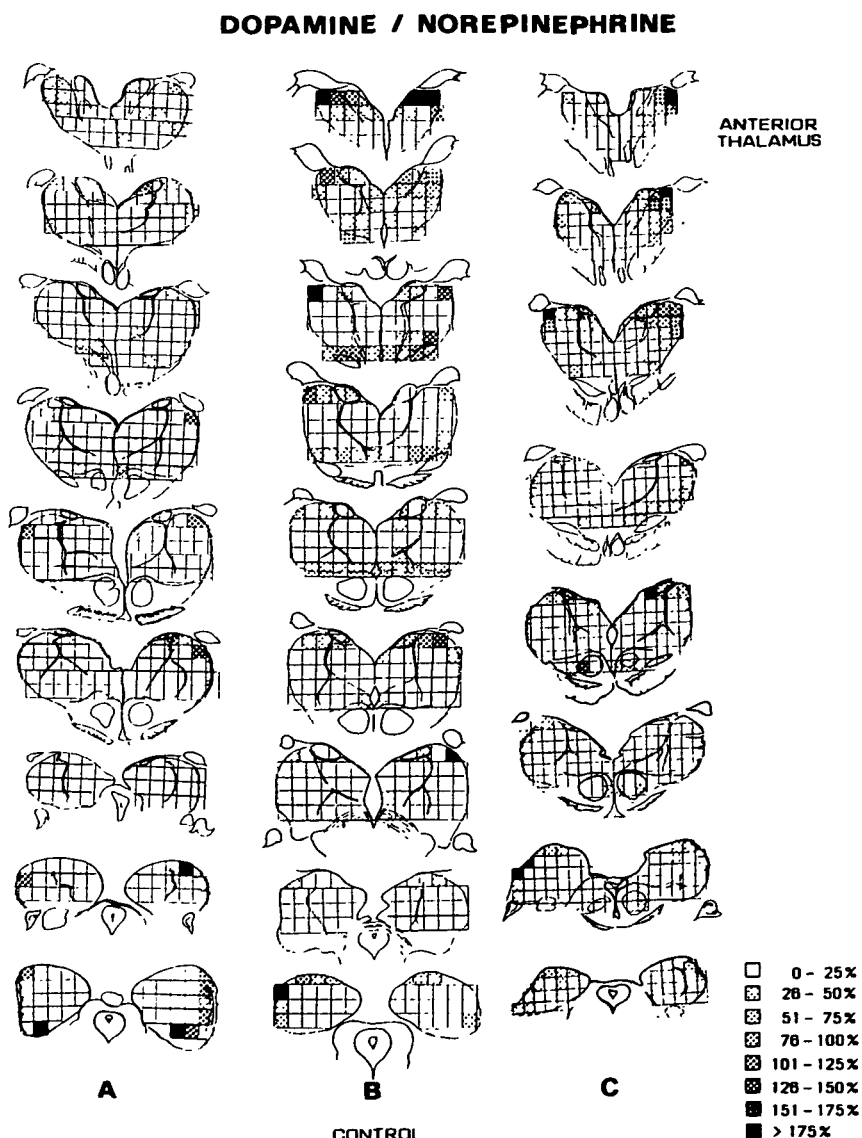 DOPAMINE / NOREPINEPHRINE
ANTERIOR
THALAMUS
0 - 25%
26 - 50%
51 - 75%
76 - 100%
101 - 125%
126 - 150%
151 - 175%
> 175%
A
B
C
CONTROL